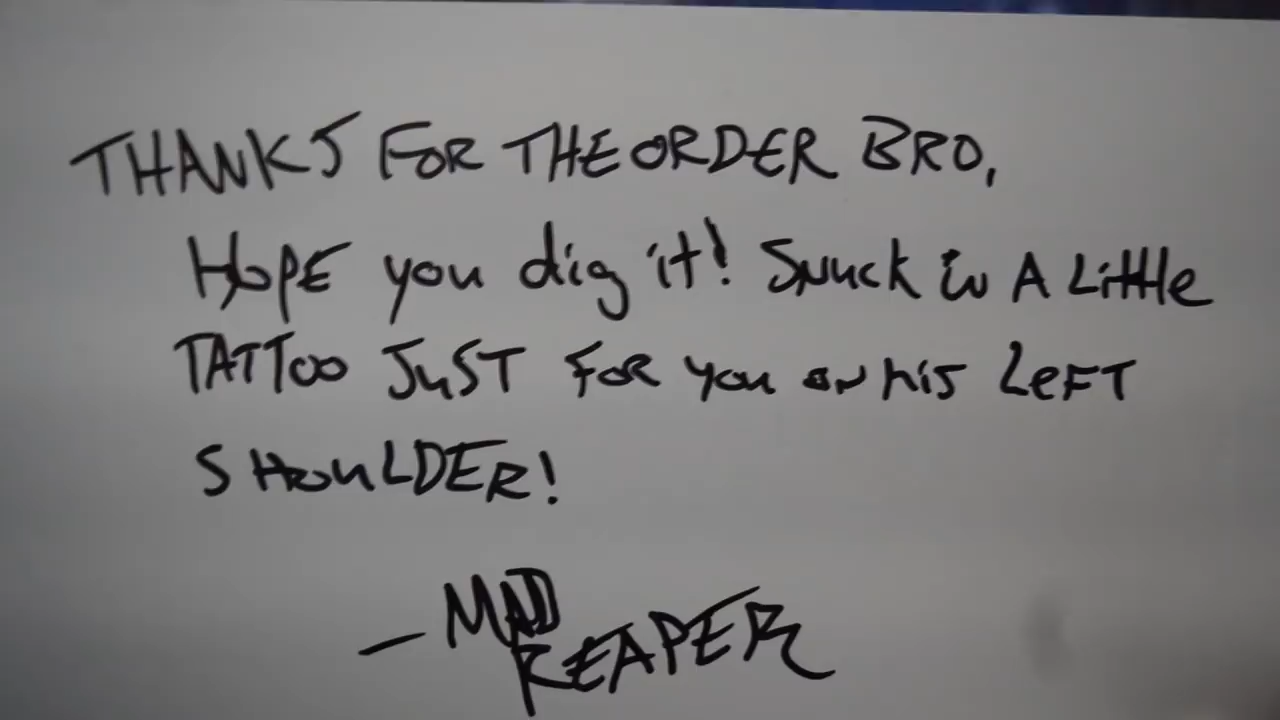 THANKS FOR THE ORDER BRO,
HOPE you dig it! SNUCK iN A Little
TATToo JuST FoR you oN hiS LeFT
SHouLDER!
— MAD
REAPER